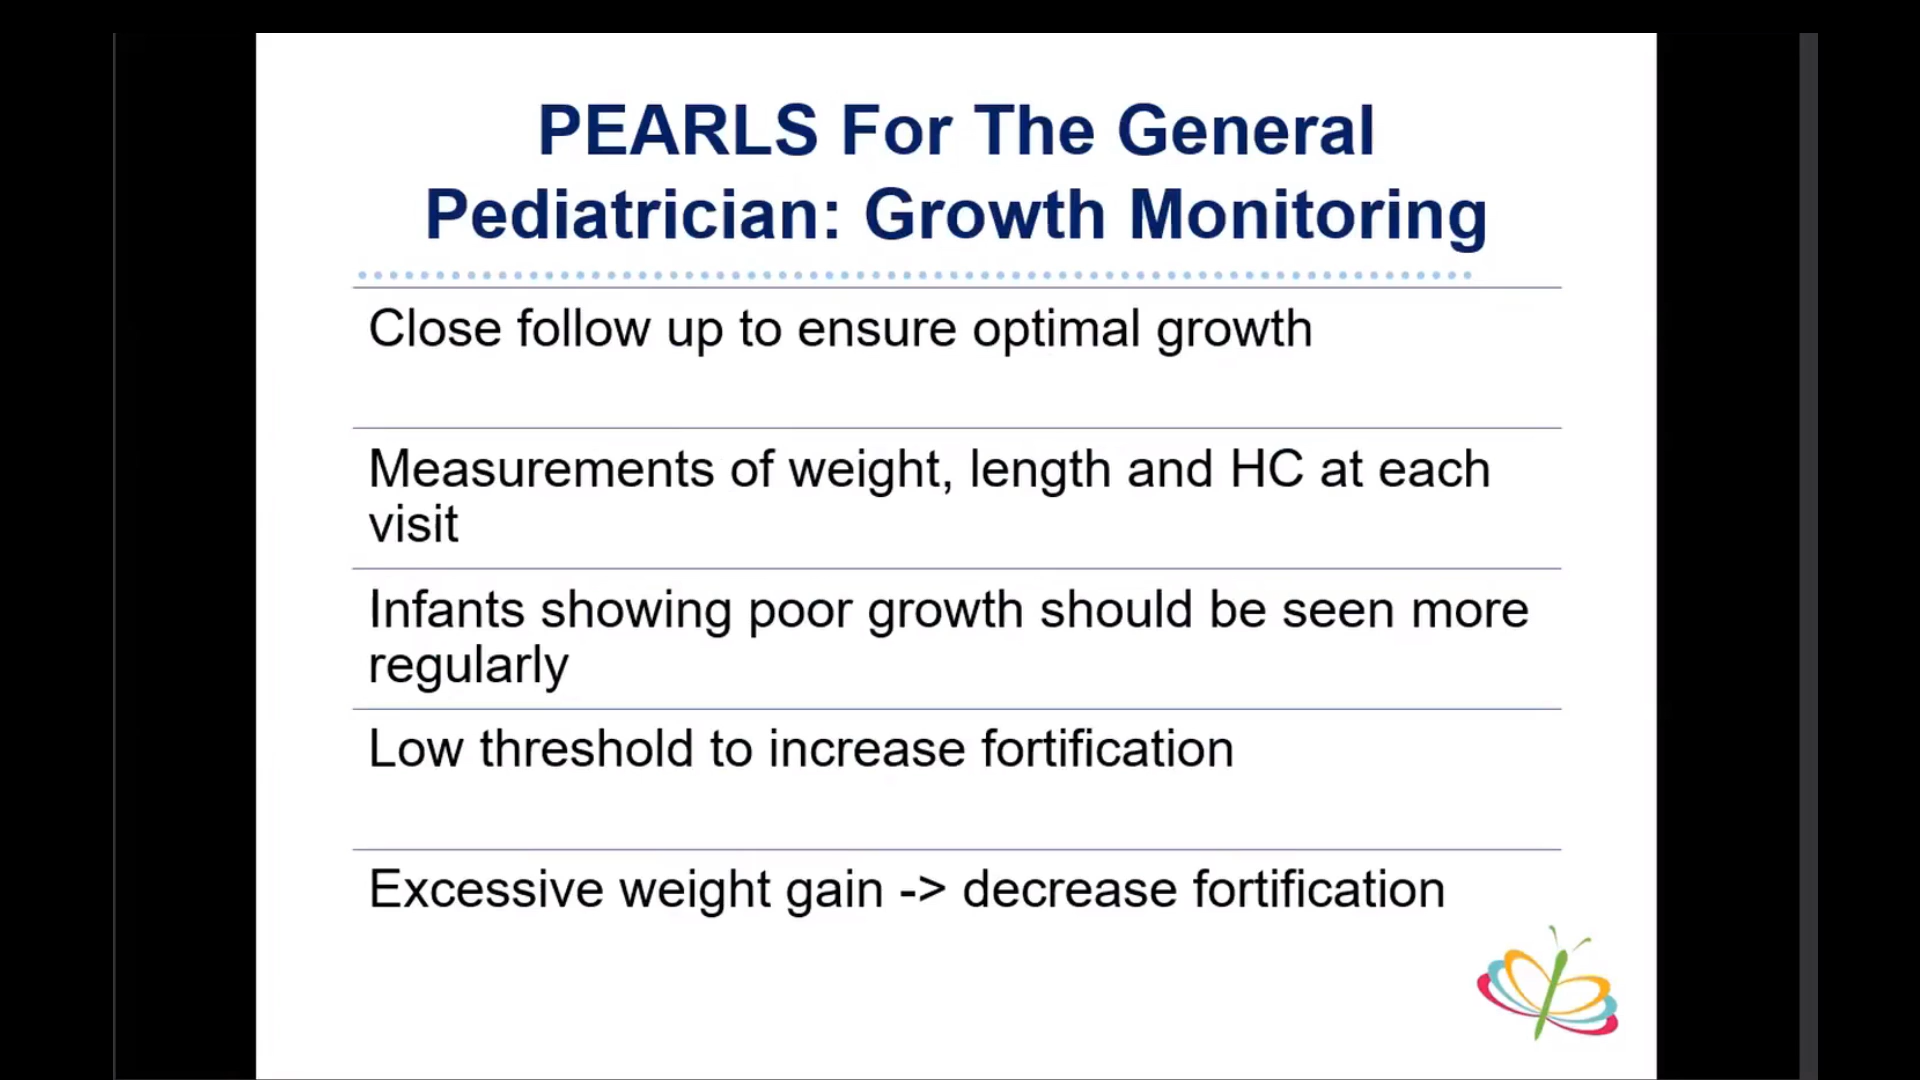 PEARLS For The General
Pediatrician: Growth Monitoring
Close follow up to ensure optimal growth
Measurements of weight, length and HC at each
visit
Infants showing poor growth should be seen more
regularly
Low threshold to increase fortification
Excessive weight gain -> decrease fortification